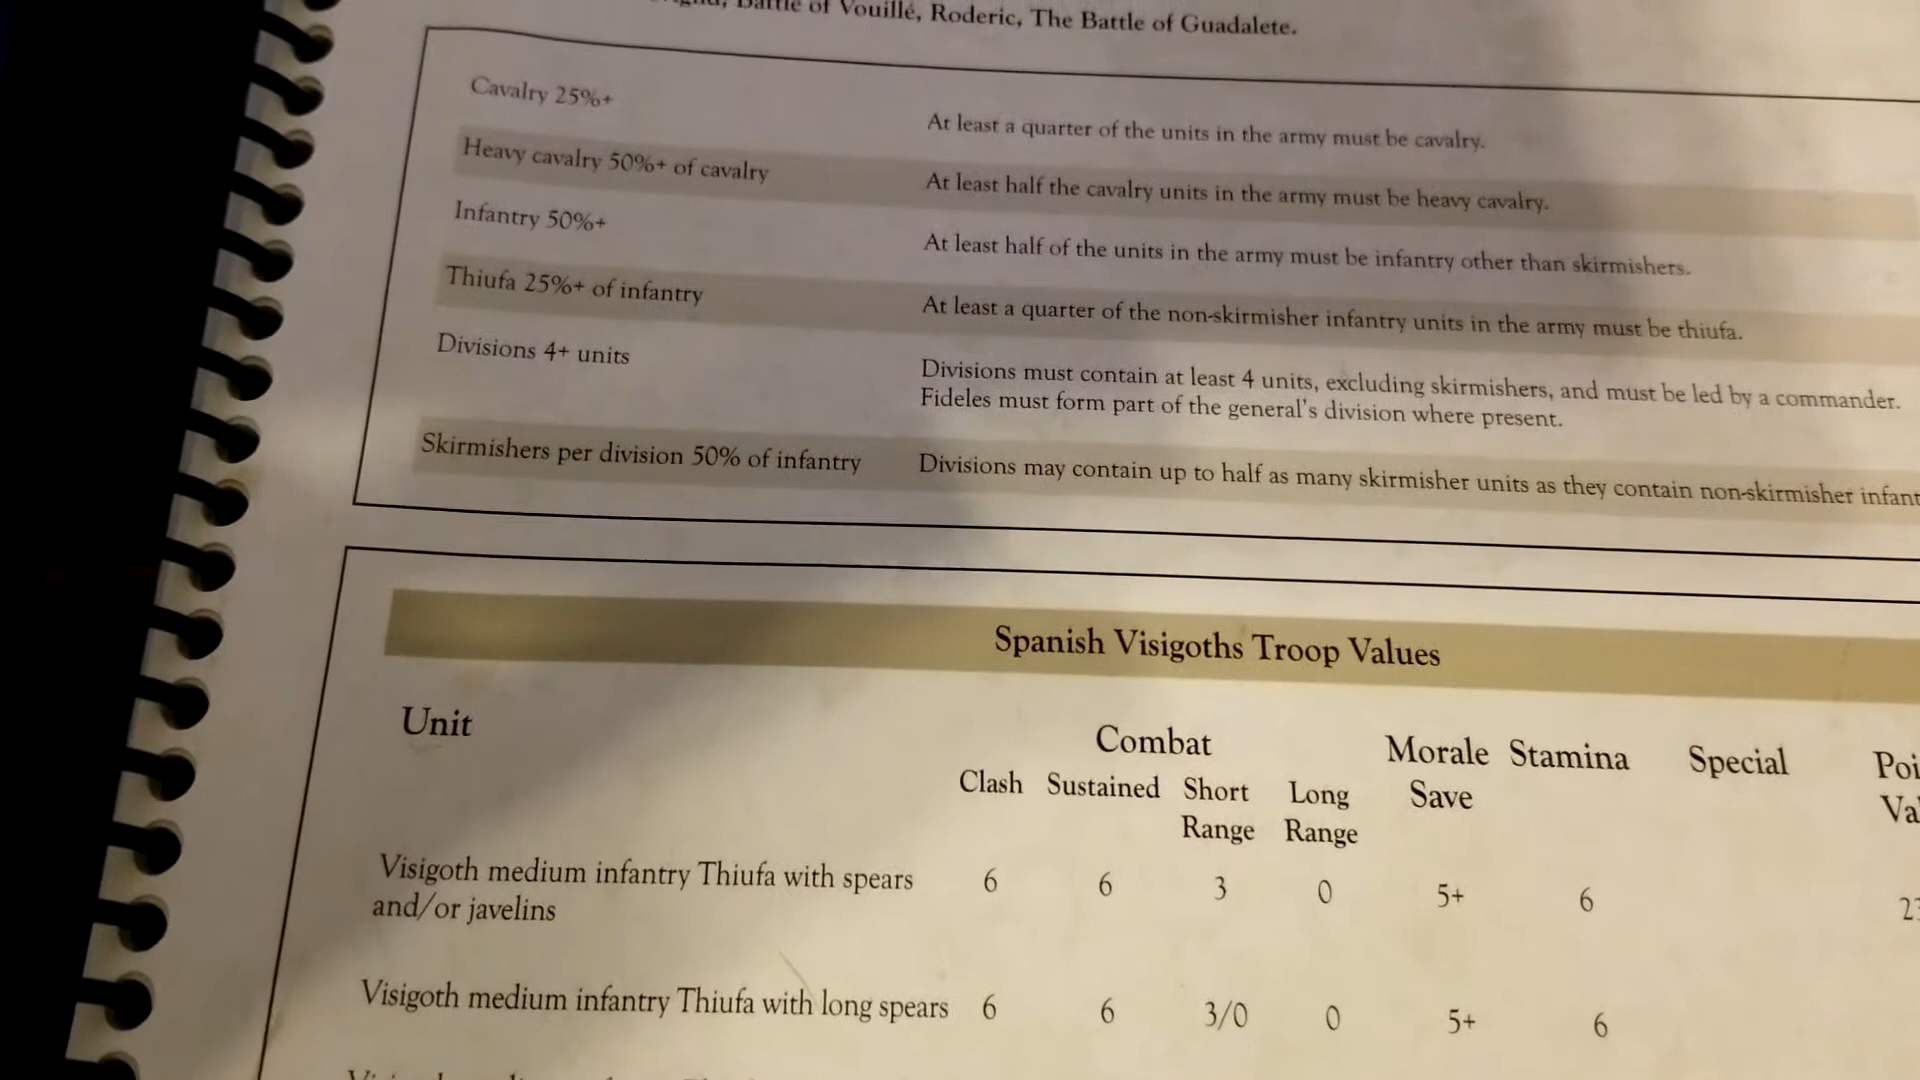 Battle of Vouillé, Roderic, The Battle of Guadalete.
Cavalry 25%+
At least a quarter of the units in the army must be cavalry.
Heavy cavalry 50%+ of cavalry
At least half the cavalry units in the army must be heavy cavalry.
Infantry 50%+
At least half of the units in the army must be infantry other than skirmishers.
Thiufa 25%+ of infantry
At least a quarter of the non-skirmisher infantry units in the army must be thiufa.
Divisions 4+ units
Divisions must contain at least 4 units, excluding skirmishers, and must be led by a commander.
Fideles must form part of the general's division where present.
Skirmishers per division 50% of infantry
Divisions may contain up to half as many skirmisher units as they contain non-skirmisher infant
Spanish Visigoths Troop Values
Unit
Combat
Morale Save
Stamina
Special
Poi
Va
Clash Sustained Short Range Long Range
Visigoth medium infantry Thiufa with spears
and/or javelins
6 6 3 0 5+ 6
Visigoth medium infantry Thiufa with long spears 6 6 3/0 0 5+ 6